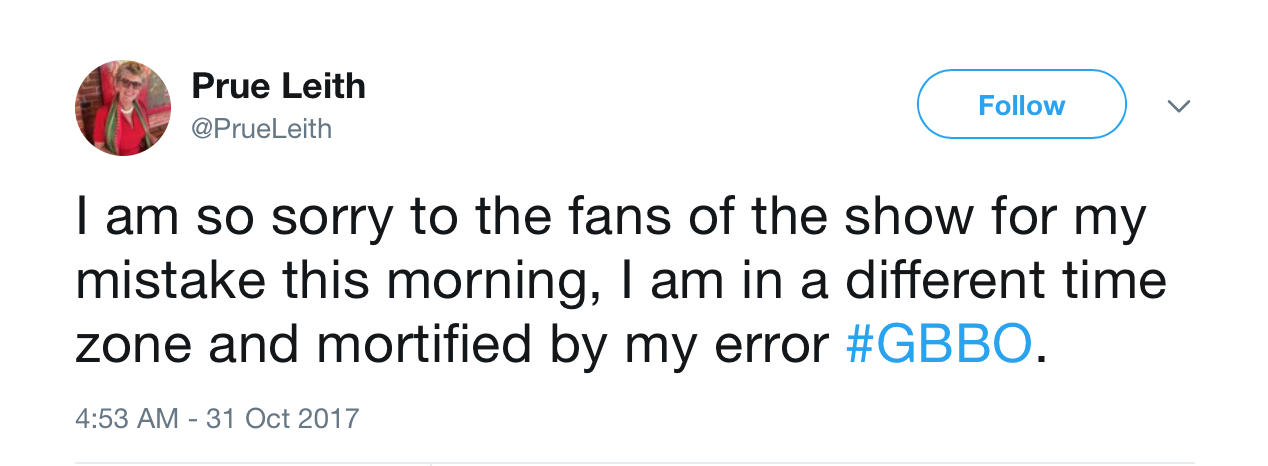 Prue Leith
@PrueLeith
Follow
I am so sorry to the fans of the show for my
mistake this morning, I am in a different time
zone and mortified by my error #GBBO.
4:53 AM - 31 Oct 2017